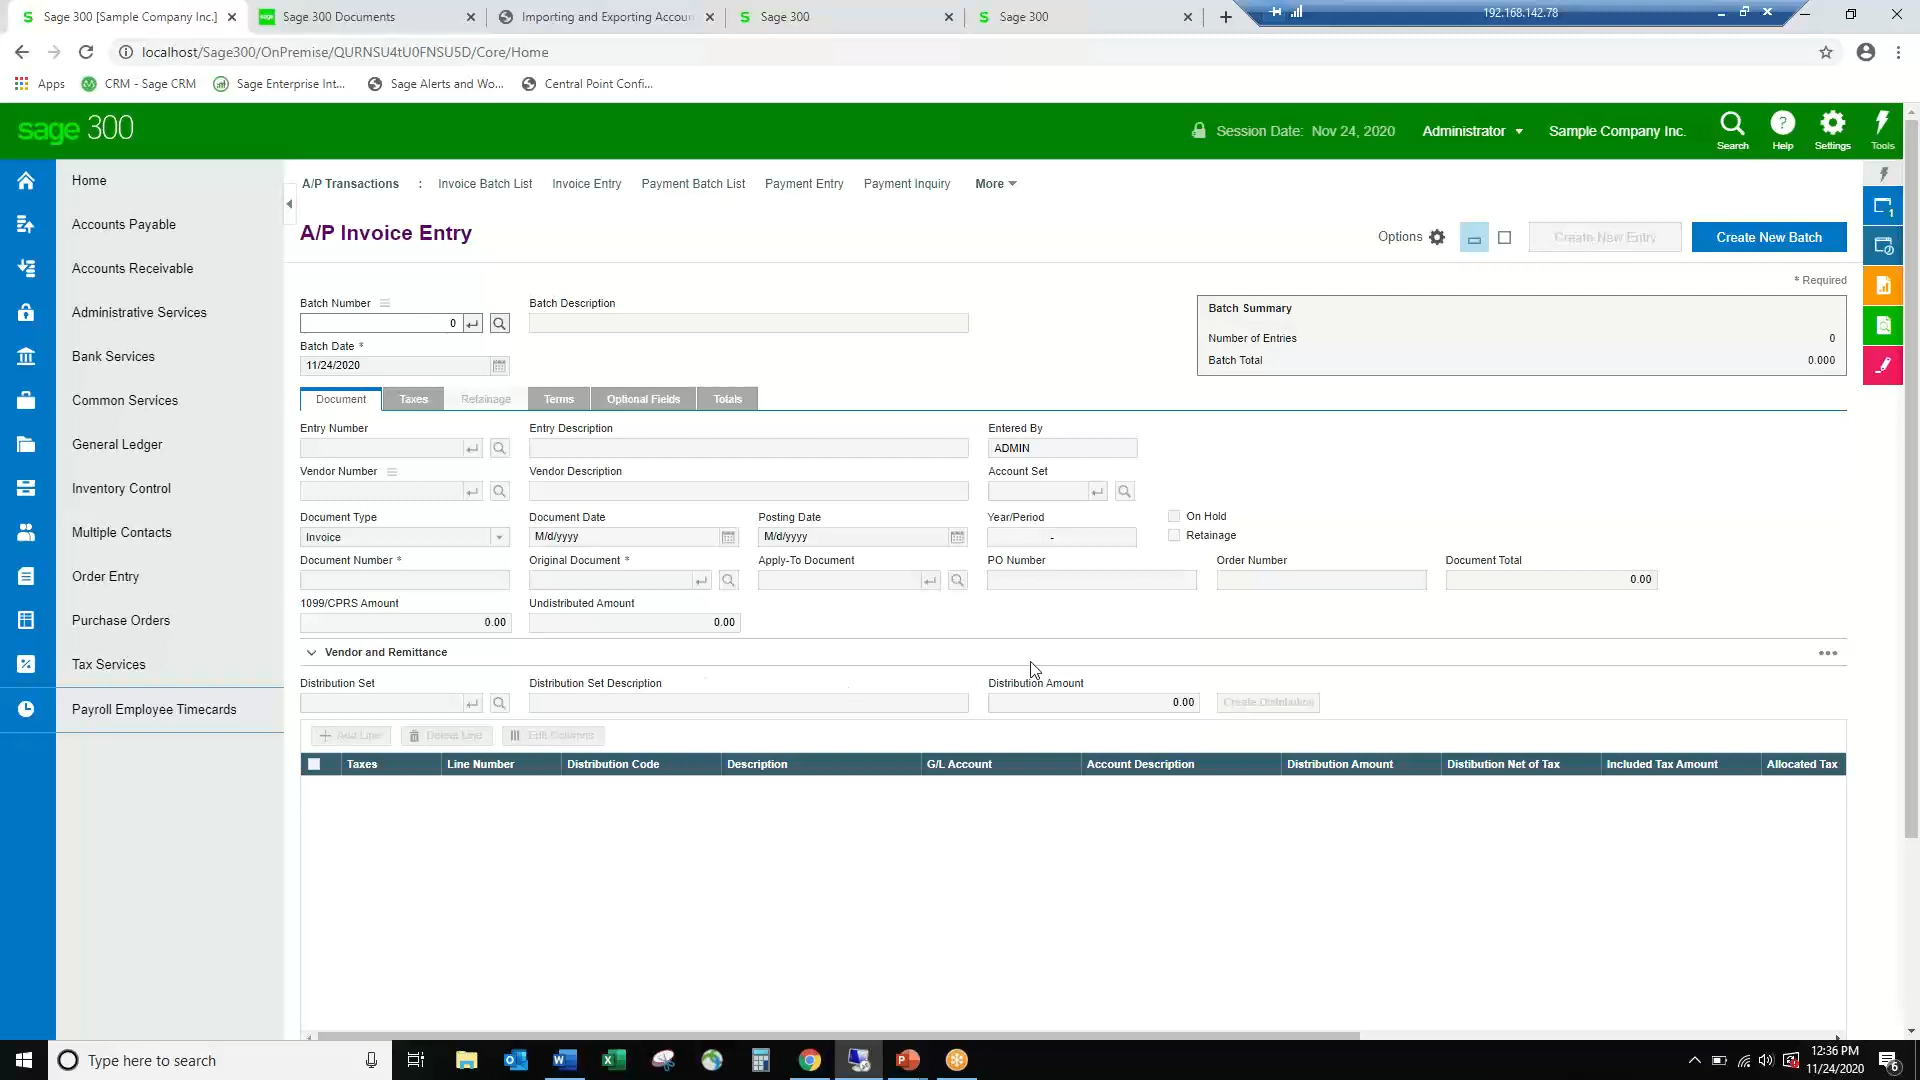 Sage 300 [Sample Company Inc.]
Sage 300 Documents
Importing and Exporting Accoun
Sage 300
Sage 300
192.168.142.78
localhost/Sage300/OnPremise/QURNSU4tU0FNSU5D/Core/Home
Apps
CRM - Sage CRM
Sage Enterprise Int...
Sage Alerts and Wo...
Central Point Confi...
sage 300
Session Date: Nov 24, 2020
Administrator
Sample Company Inc.
Search
Help
Settings
Tools
Home
Accounts Payable
Accounts Receivable
Administrative Services
Bank Services
Common Services
General Ledger
Inventory Control
Multiple Contacts
Order Entry
Purchase Orders
Tax Services
Payroll Employee Timecards
A/P Transactions : Invoice Batch List Invoice Entry Payment Batch List Payment Entry Payment Inquiry More
A/P Invoice Entry
Options
Create New Entry
Create New Batch
* Required
Batch Number
Batch Description
0
Batch Date *
11/24/2020
Batch Summary
Number of Entries 0
Batch Total 0.000
Document Taxes Retainage Terms Optional Fields Totals
Entry Number
Entry Description
Entered By
ADMIN
Vendor Number
Vendor Description
Account Set
Document Type
Document Date
Posting Date
Year/Period
On Hold
Invoice
M/d/yyyy
M/d/yyyy
-
Retainage
Document Number *
Original Document *
Apply-To Document
PO Number
Order Number
Document Total
0.00
1099/CPRS Amount
Undistributed Amount
0.00
0.00
Vendor and Remittance
Distribution Set
Distribution Set Description
Distribution Amount
0.00
Create Distribution
Add Line
Delete Line
Edit Columns
Taxes Line Number Distribution Code Description G/L Account Account Description Distribution Amount Distibution Net of Tax Included Tax Amount Allocated Tax
Type here to search
12:36 PM
11/24/2020
6